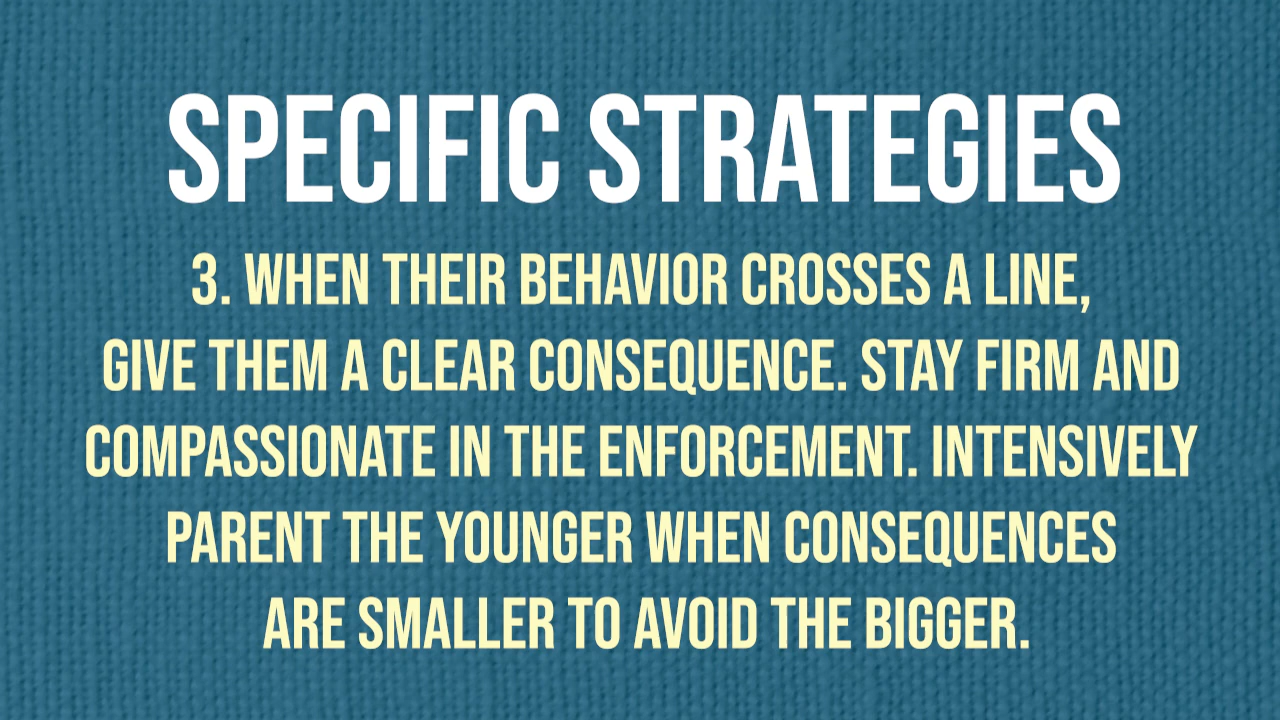 SPECIFIC STRATEGIES
3. WHEN THEIR BEHAVIOR CROSSES A LINE,
GIVE THEM A CLEAR CONSEQUENCE. STAY FIRM AND
COMPASSIONATE IN THE ENFORCEMENT. INTENSIVELY
PARENT THE YOUNGER WHEN CONSEQUENCES
ARE SMALLER TO AVOID THE BIGGER.